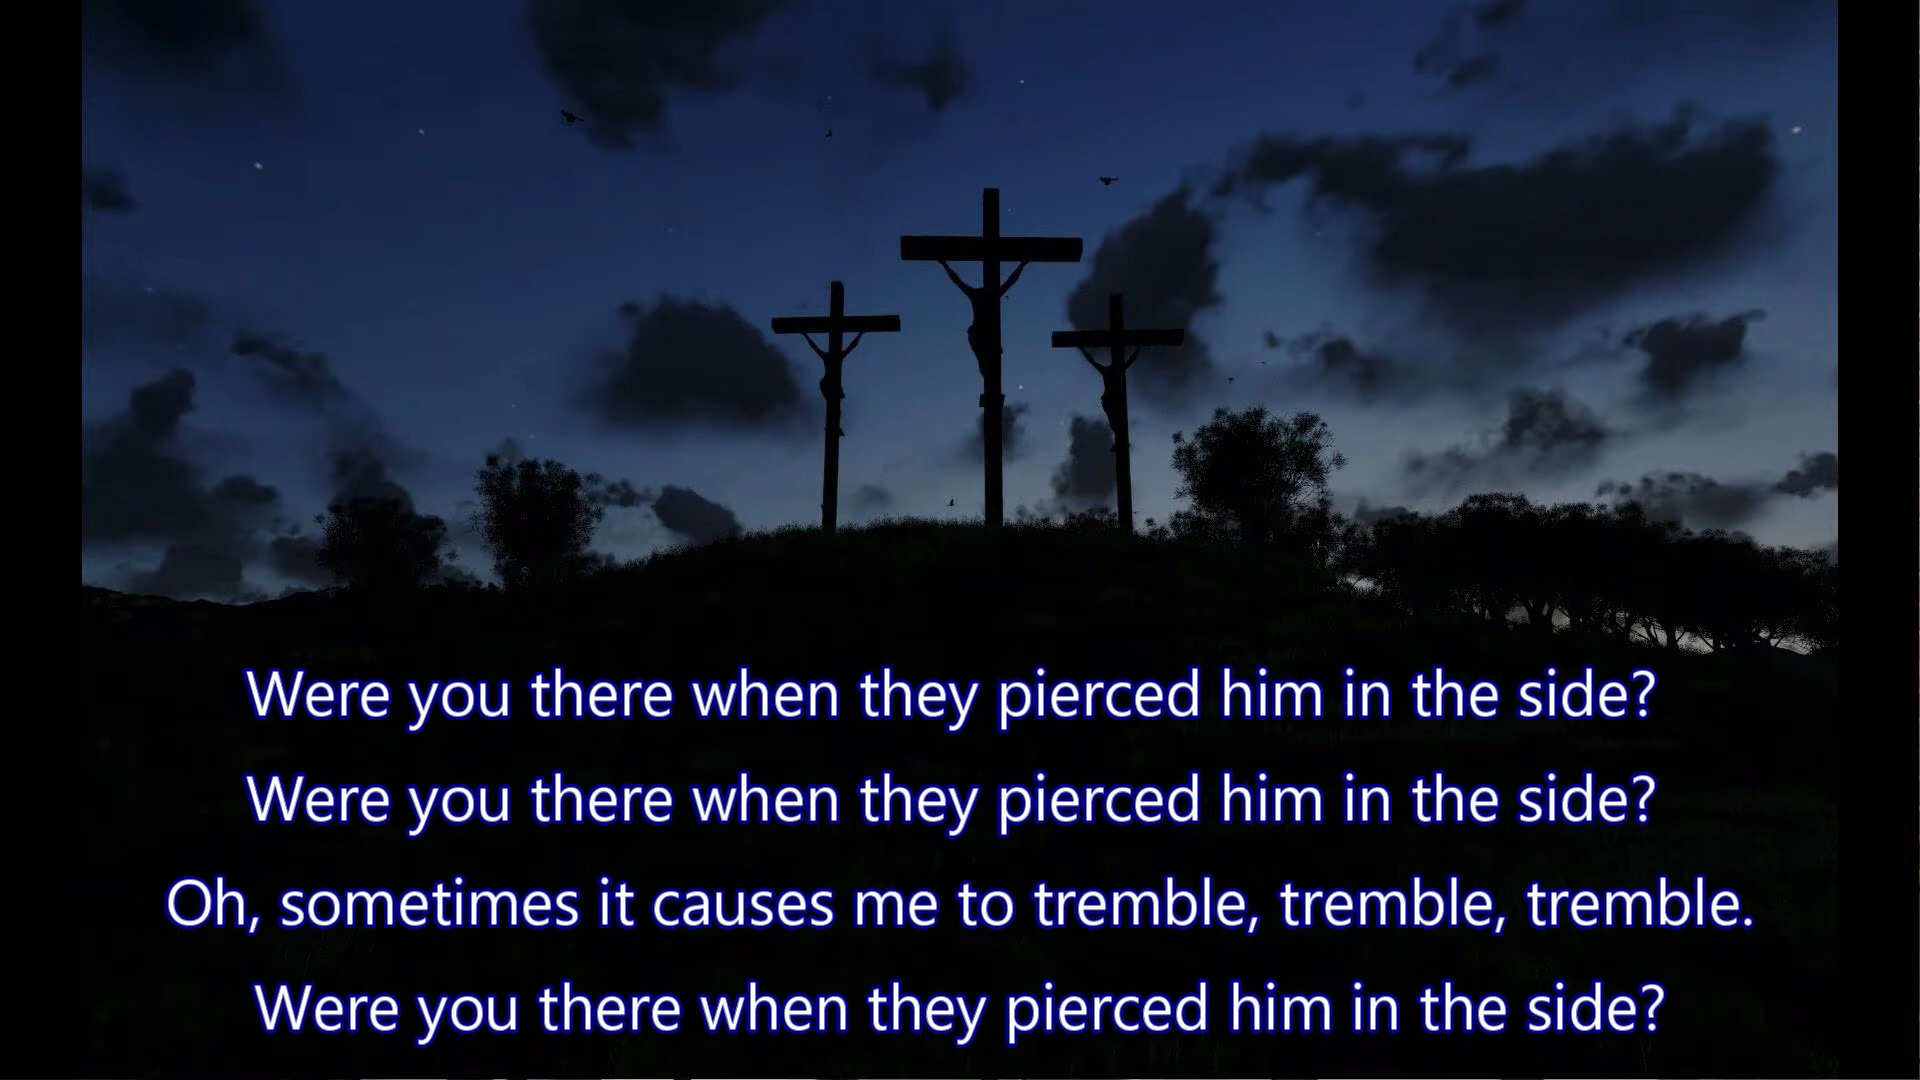 Were you there when they pierced him in the side?
Were you there when they pierced him in the side?
Oh, sometimes it causes me to tremble, tremble, tremble.
Were you there when they pierced him in the side?